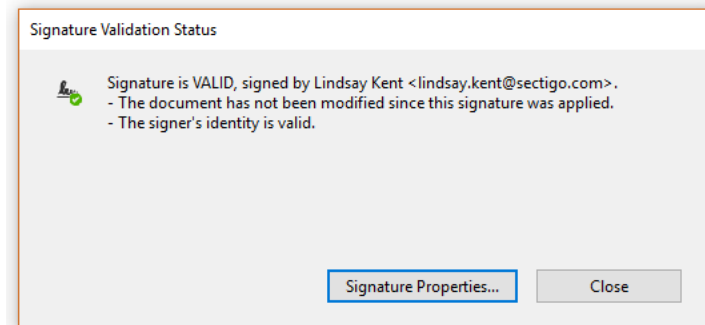 Signature Validation Status
Signature is VALID, signed by Lindsay Kent <lindsay.kent@sectigo.com>.
- The document has not been modified since this signature was applied.
- The signer's identity is valid.
Signature Properties...
Close